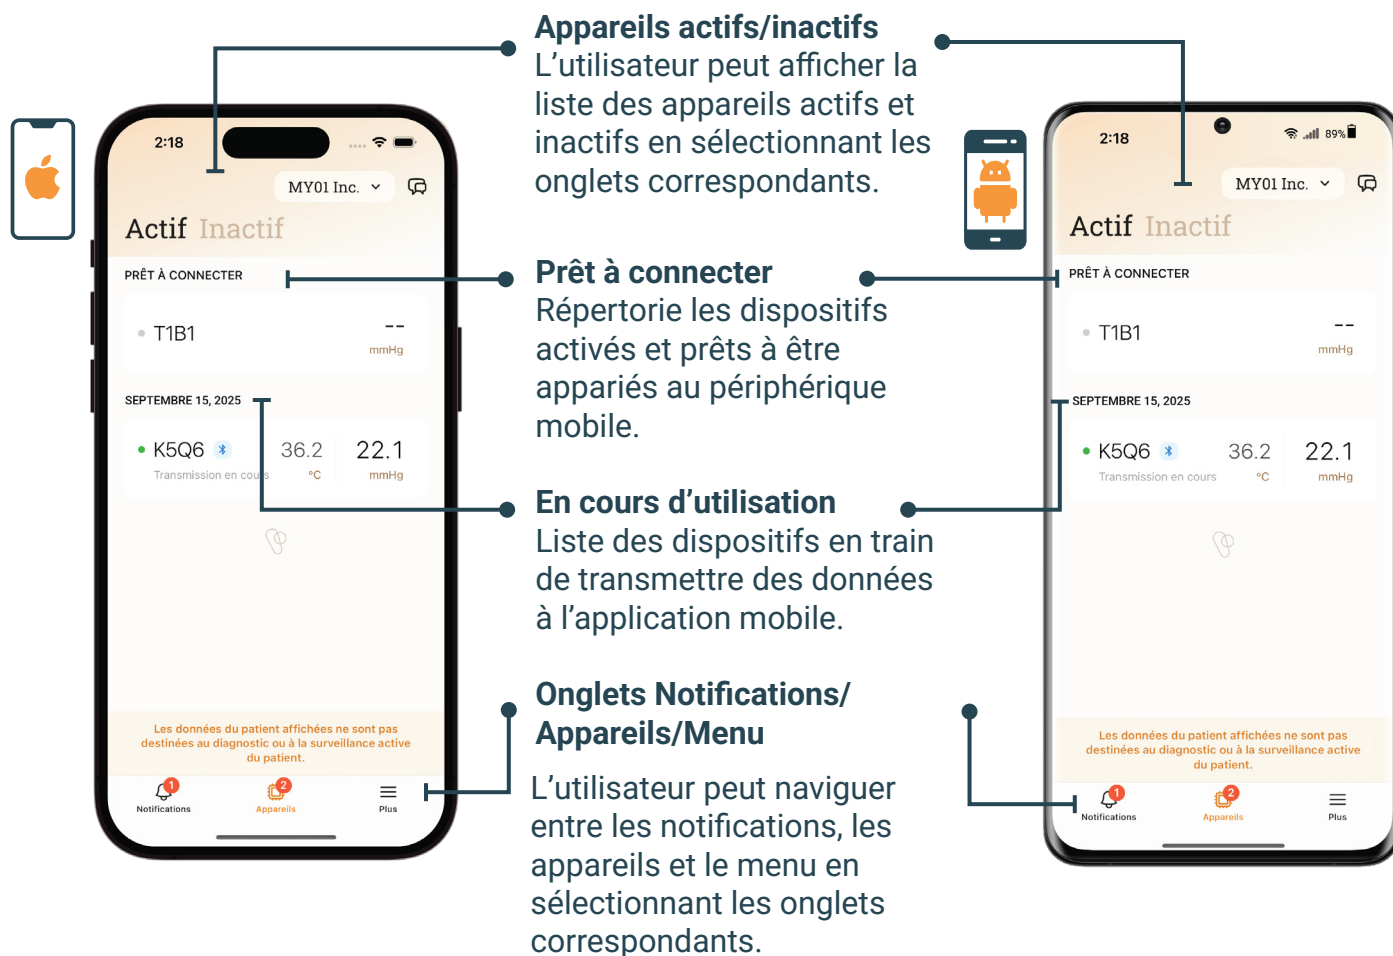 Appareils actifs/inactifs
L’utilisateur peut afficher la
liste des appareils actifs et
inactifs en sélectionnant les
onglets correspondants.
Prêt à connecter
Répertorie les dispositifs
activés et prêts à être
appariés au périphérique
mobile.
En cours d’utilisation
Liste des dispositifs en train
de transmettre des données
à l’application mobile.
Onglets Notifications/
Appareils/Menu
L’utilisateur peut naviguer
entre les notifications, les
appareils et le menu en
sélectionnant les onglets
correspondants.
2:18
MY01 Inc.
Actif Inactif
PRÊT À CONNECTER
T1B1 --
mmHg
SEPTEMBRE 15, 2025
K5Q6 36.2 22.1
Transmission en cours °C mmHg
Les données du patient affichées ne sont pas
destinées au diagnostic ou à la surveillance active
du patient.
1 2
Notifications Appareils Plus
2:18 89%
MY01 Inc.
Actif Inactif
PRÊT À CONNECTER
T1B1 --
mmHg
SEPTEMBRE 15, 2025
K5Q6 36.2 22.1
Transmission en cours °C mmHg
Les données du patient affichées ne sont pas
destinées au diagnostic ou à la surveillance active
du patient.
1 2
Notifications Appareils Plus